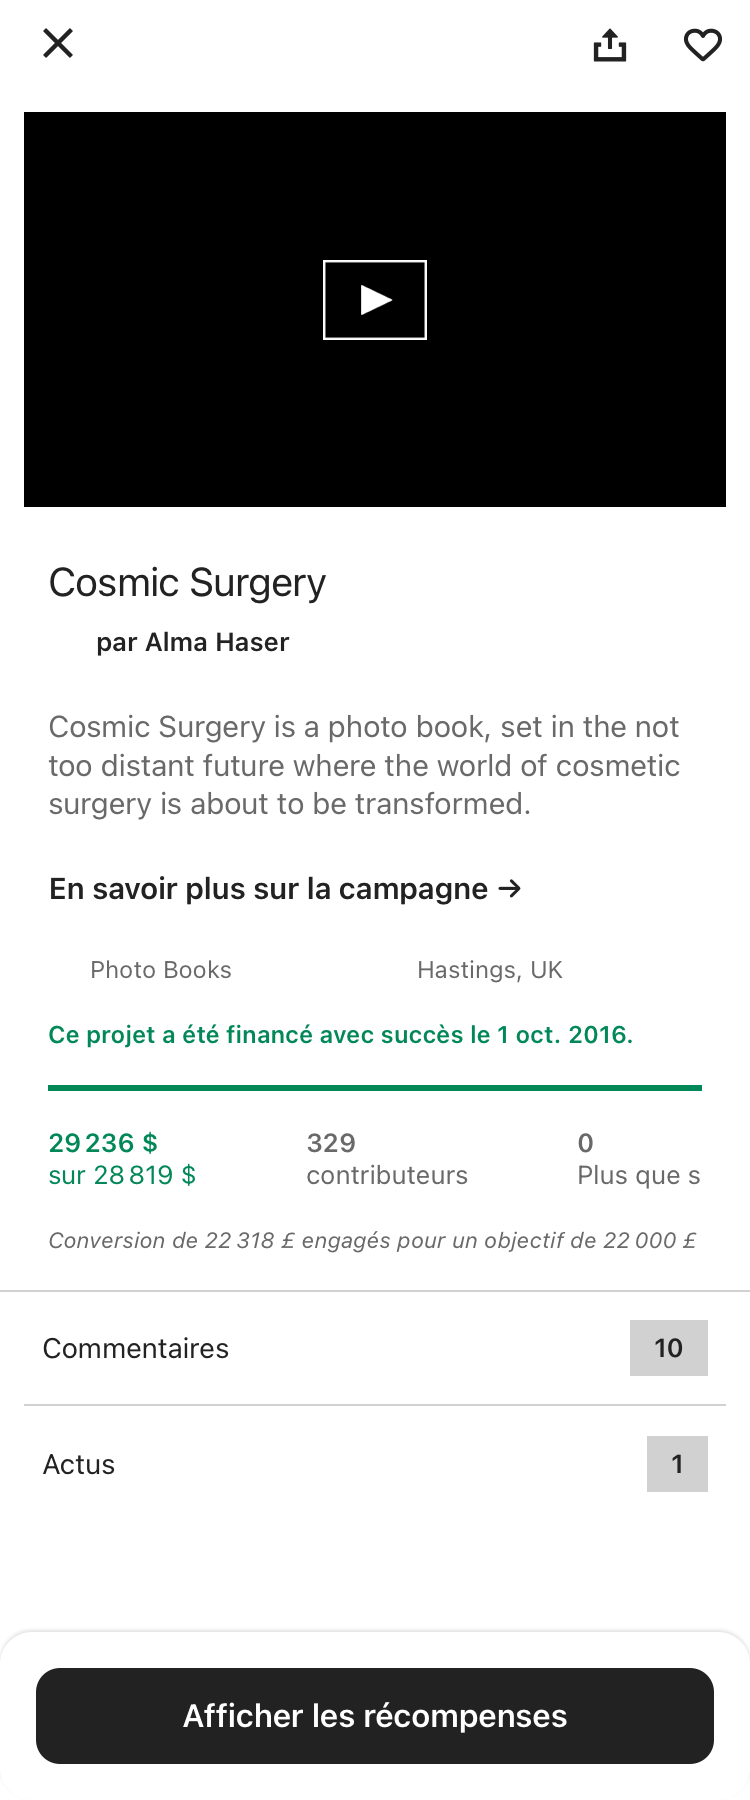 Cosmic Surgery
par Alma Haser
Cosmic Surgery is a photo book, set in the not
too distant future where the world of cosmetic
surgery is about to be transformed.
En savoir plus sur la campagne →
Photo Books
Hastings, UK
Ce projet a été financé avec succès le 1 oct. 2016.
29 236 $
sur 28 819 $
329
contributeurs
0
Plus que s
Conversion de 22 318 £ engagés pour un objectif de 22 000 £
Commentaires
10
Actus
1
Afficher les récompenses